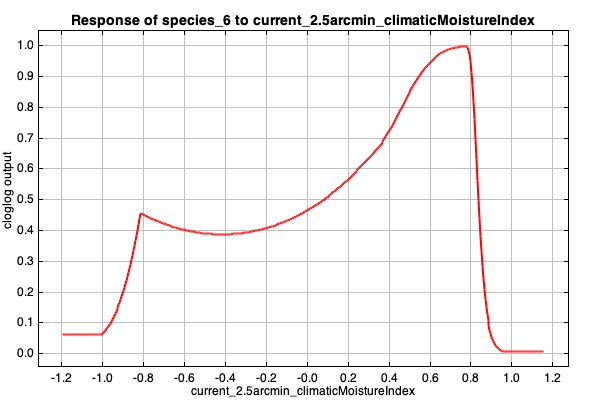 Response of species_6 to current_2.5arcmin_climaticMoistureIndex
cloglog output
1.0
0.9
0.8
0.7
0.6
0.5
0.4
0.3
0.2
0.1
0.0
-1.2 -1.0 -0.8 -0.6 -0.4 -0.2 -0.0 0.2 0.4 0.6 0.8 1.0 1.2
current_2.5arcmin_climaticMoistureIndex